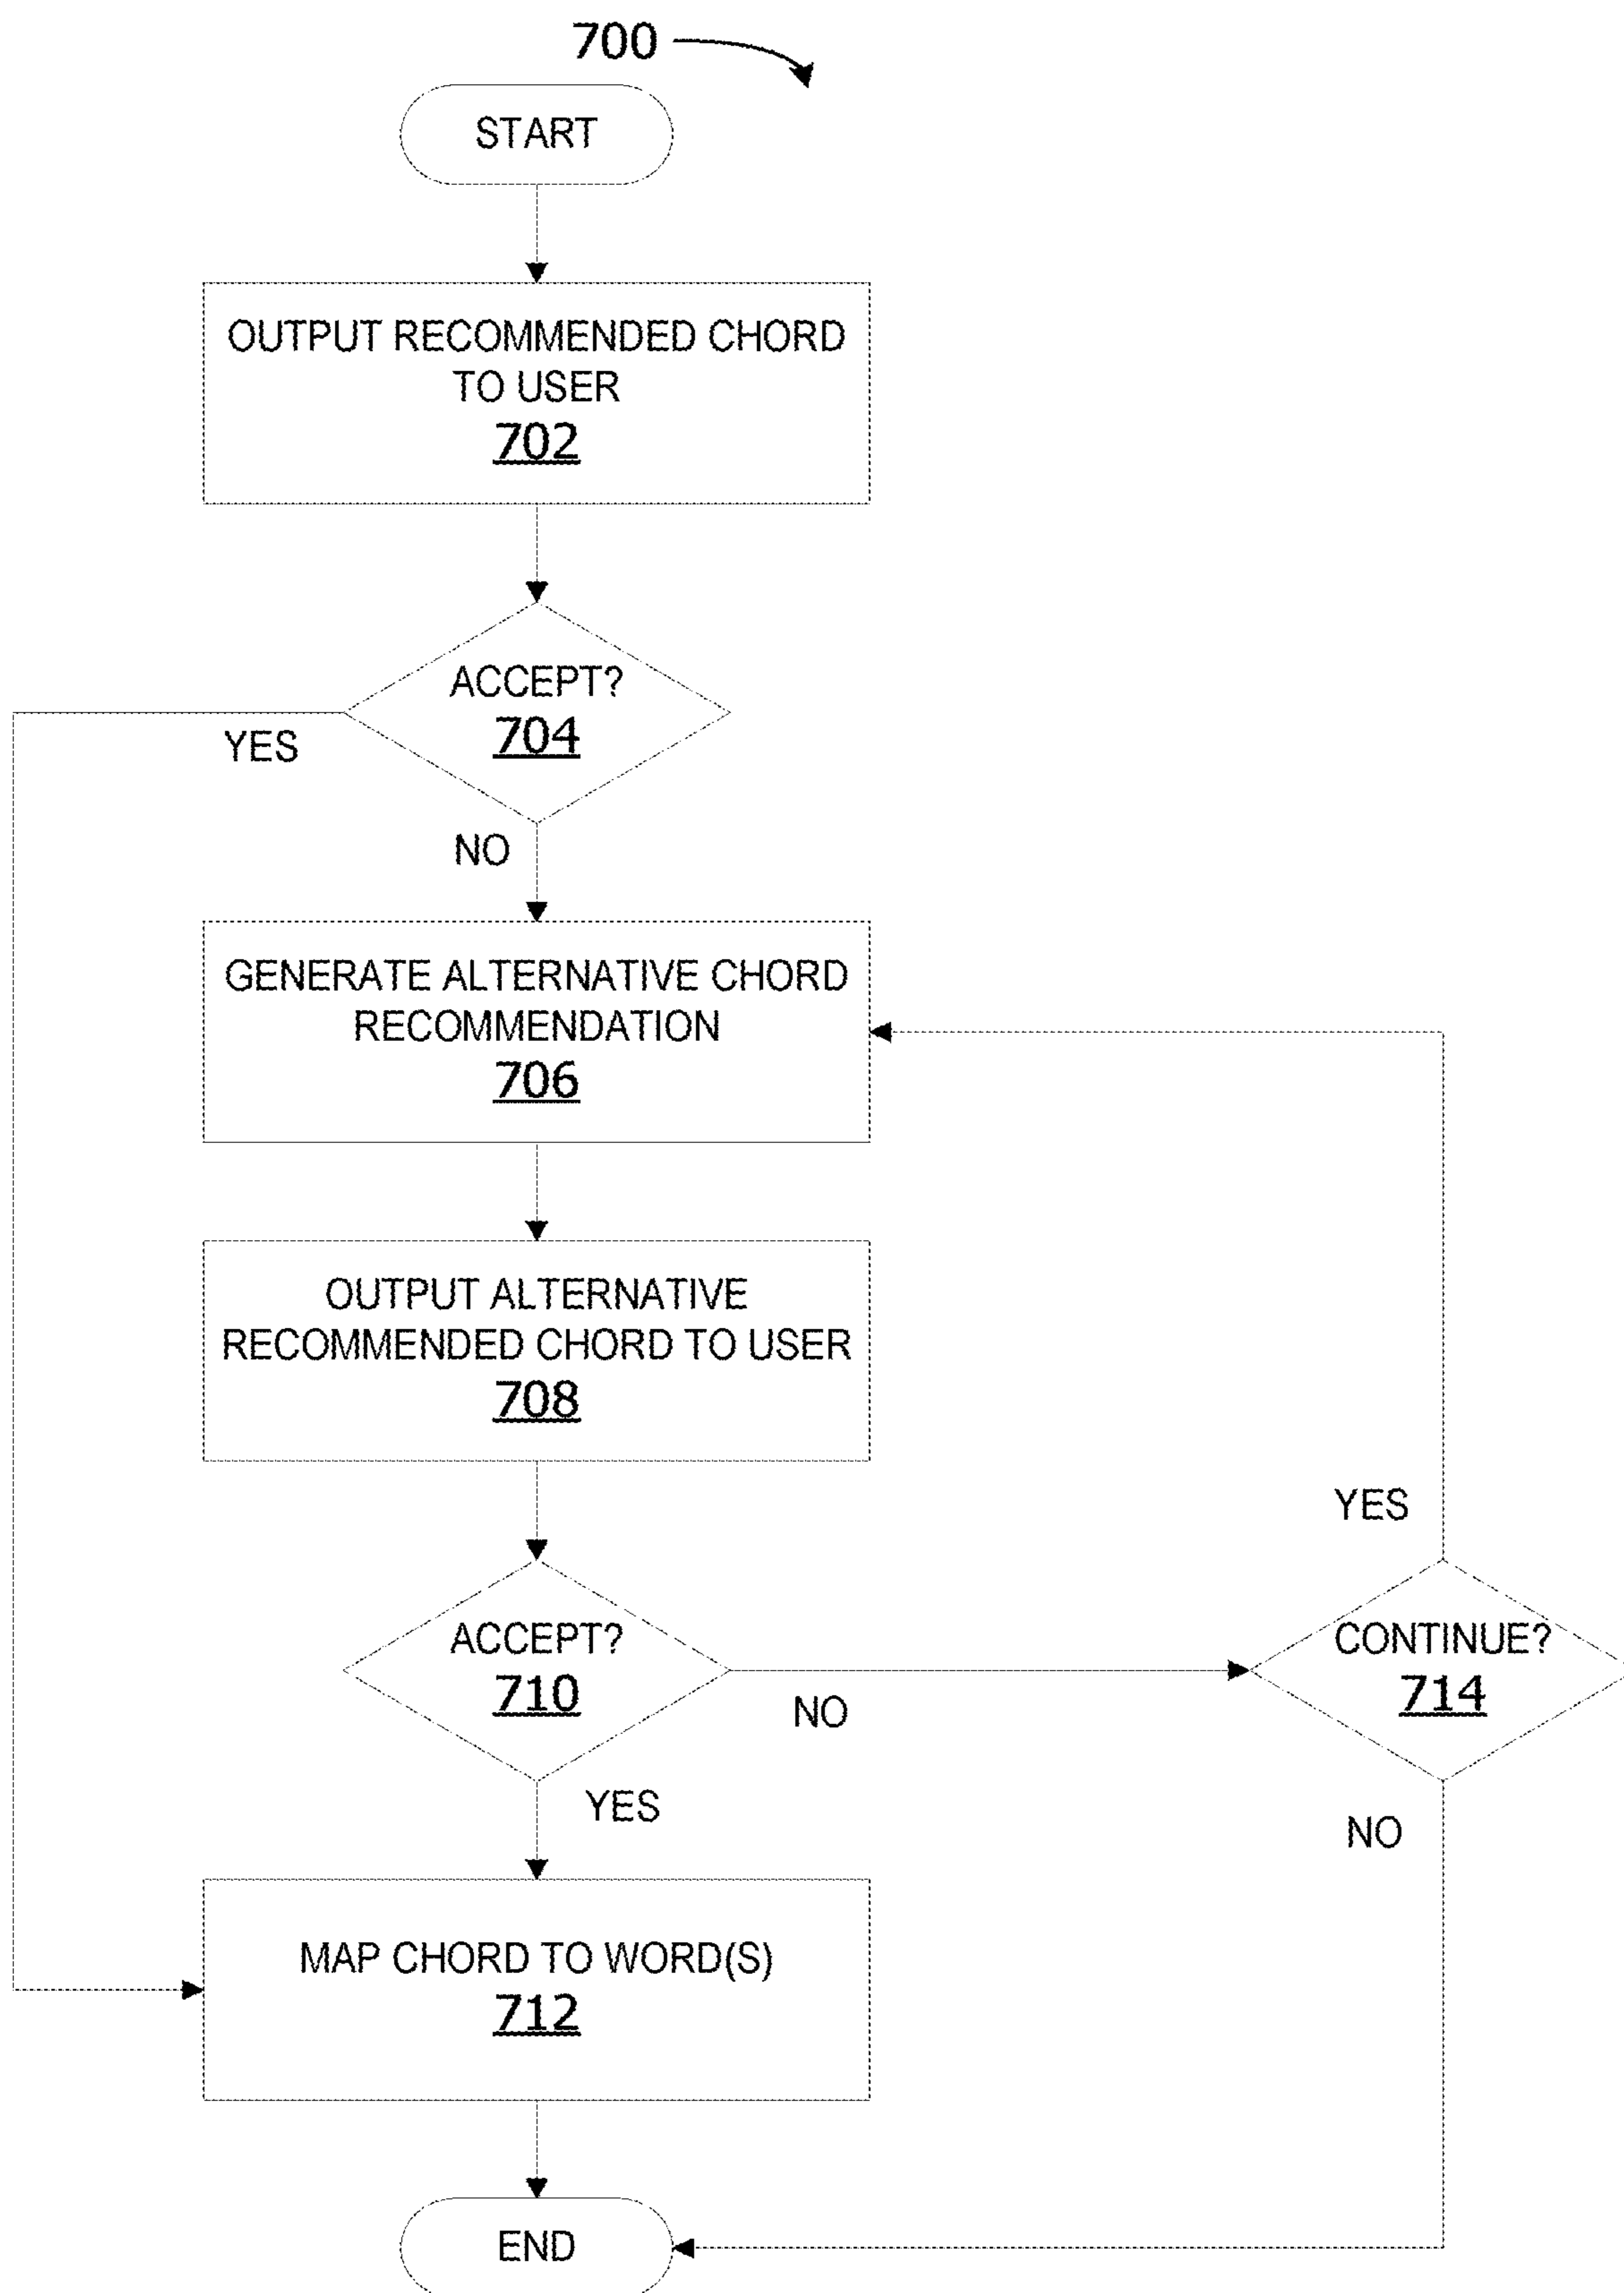 700
START
OUTPUT RECOMMENDED CHORD
TO USER
702
ACCEPT?
704
YES
NO
GENERATE ALTERNATIVE CHORD
RECOMMENDATION
706
OUTPUT ALTERNATIVE
RECOMMENDED CHORD TO USER
708
YES
ACCEPT?
710
CONTINUE?
714
NO
YES
NO
MAP CHORD TO WORD(S)
712
END